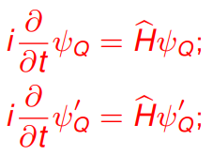 i ∂/∂t ψ_Q = Ĥψ_Q;
i ∂/∂t ψ′_Q = Ĥψ′_Q;